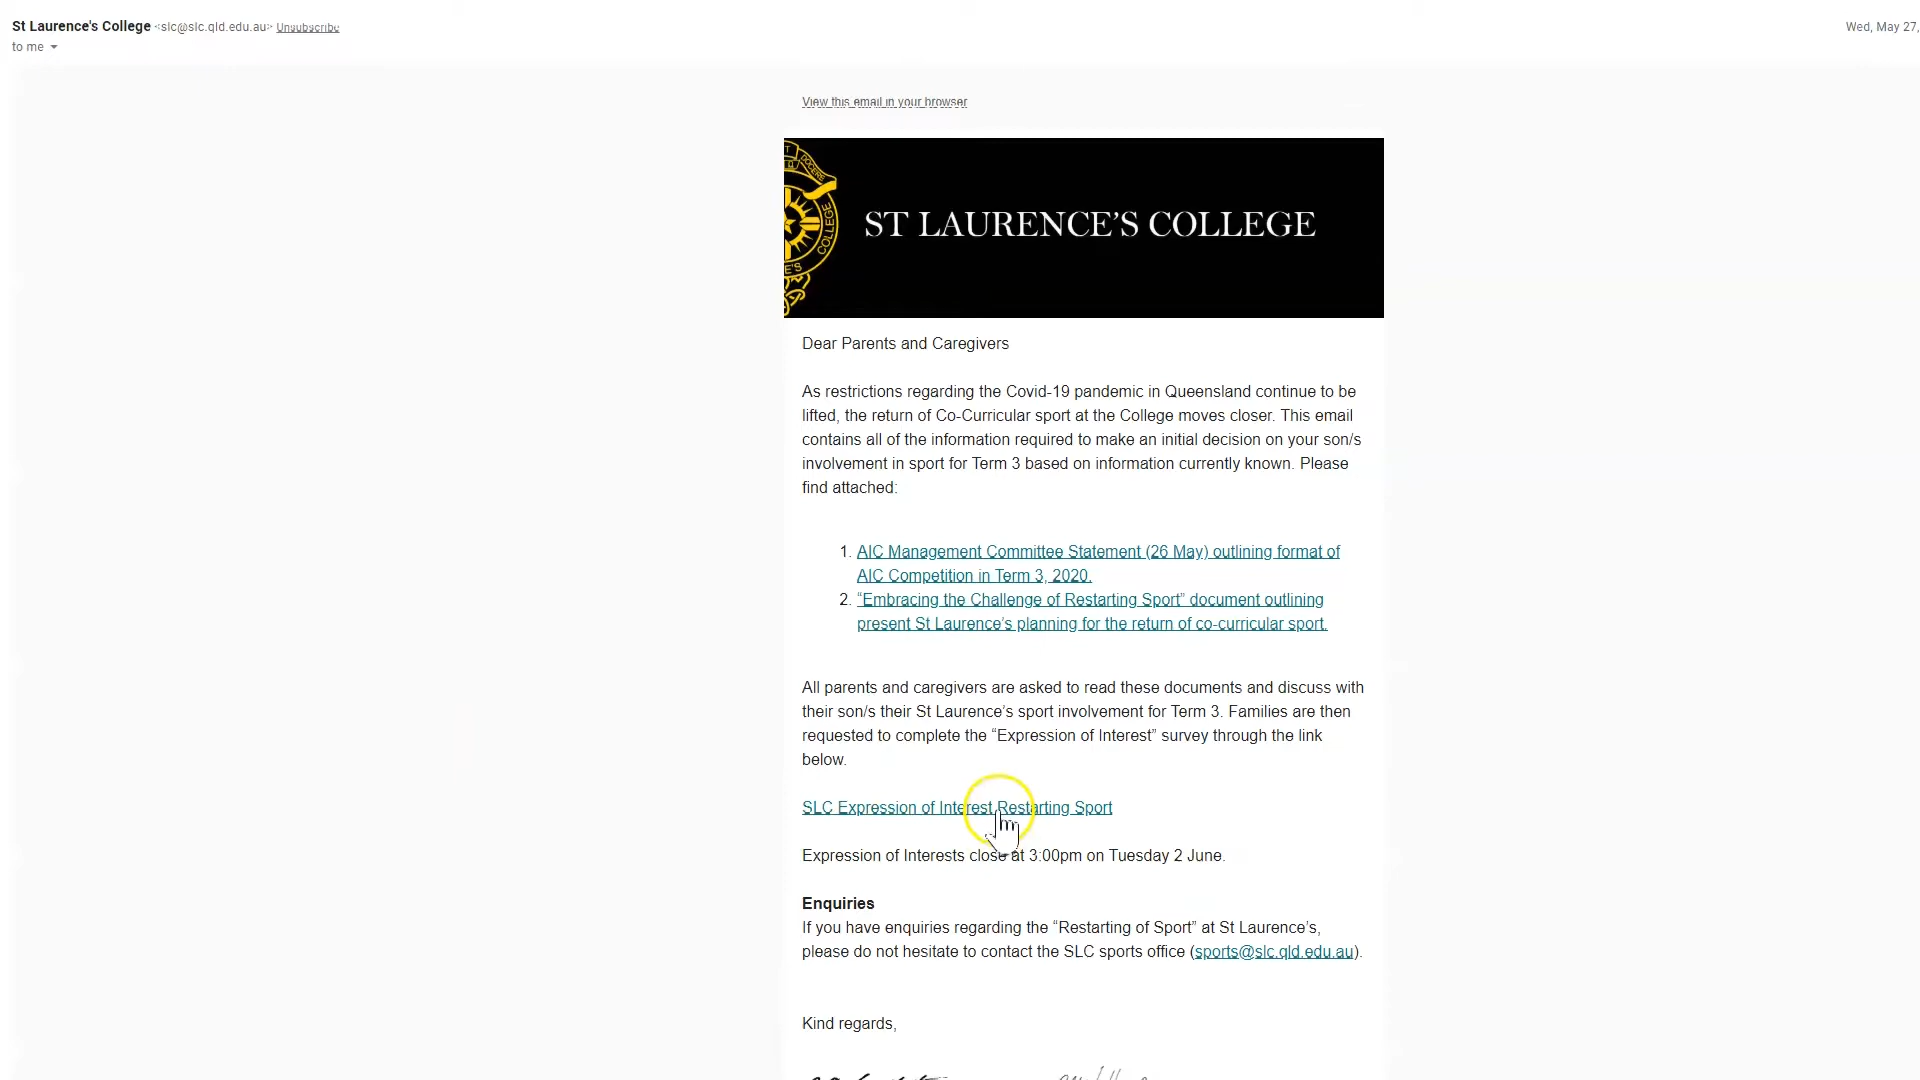 St Laurence's College <slc@slc.qld.edu.au> Unsubscribe
Wed, May 27,
to me
View this email in your browser
DOCERE
COLLEGE
E'S
ST LAURENCE'S COLLEGE
Dear Parents and Caregivers
As restrictions regarding the Covid-19 pandemic in Queensland continue to be
lifted, the return of Co-Curricular sport at the College moves closer. This email
contains all of the information required to make an initial decision on your son/s
involvement in sport for Term 3 based on information currently known. Please
find attached:
1. AIC Management Committee Statement (26 May) outlining format of
AIC Competition in Term 3, 2020.
2. “Embracing the Challenge of Restarting Sport” document outlining
present St Laurence’s planning for the return of co-curricular sport.
All parents and caregivers are asked to read these documents and discuss with
their son/s their St Laurence’s sport involvement for Term 3. Families are then
requested to complete the “Expression of Interest” survey through the link
below.
SLC Expression of Interest Restarting Sport
Expression of Interests close at 3:00pm on Tuesday 2 June.
Enquiries
If you have enquiries regarding the “Restarting of Sport” at St Laurence’s,
please do not hesitate to contact the SLC sports office (sports@slc.qld.edu.au).
Kind regards,